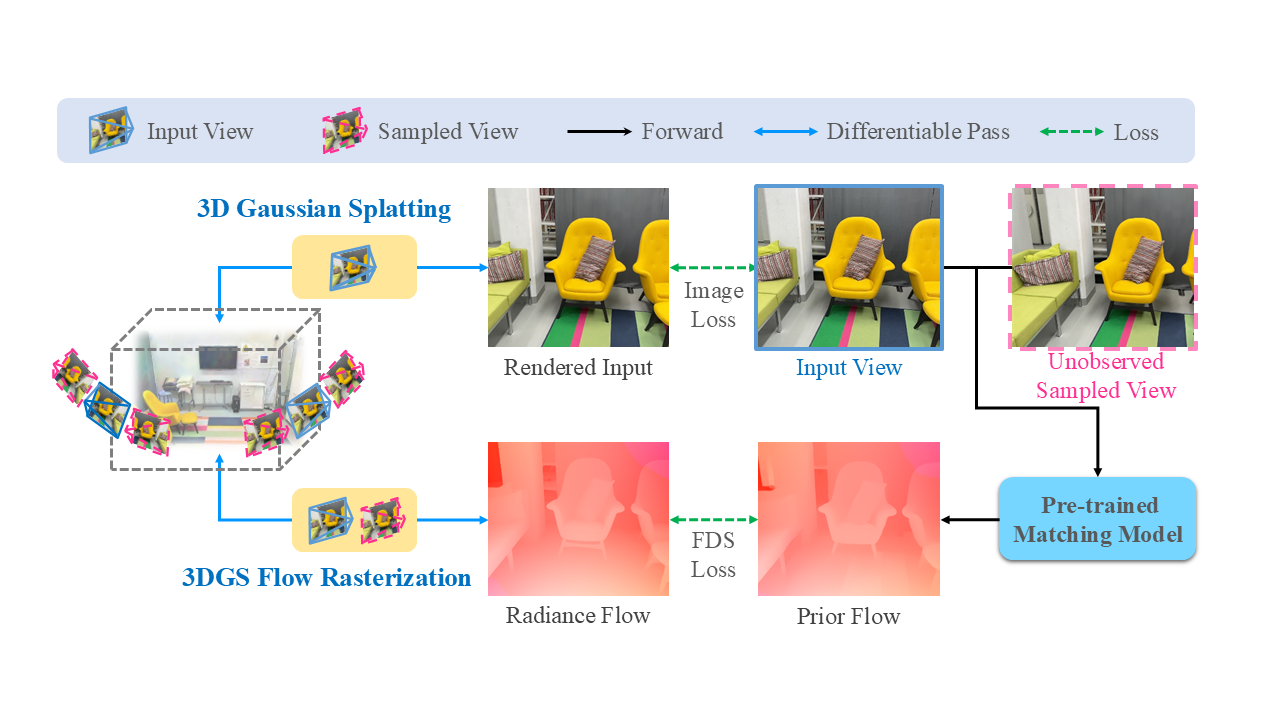 Input View
Sampled View
Forward
Differentiable Pass
Loss
3D Gaussian Splatting
Image
Loss
Rendered Input
Input View
Unobserved
Sampled View
Pre-trained
Matching Model
FDS
Loss
3DGS Flow Rasterization
Radiance Flow
Prior Flow